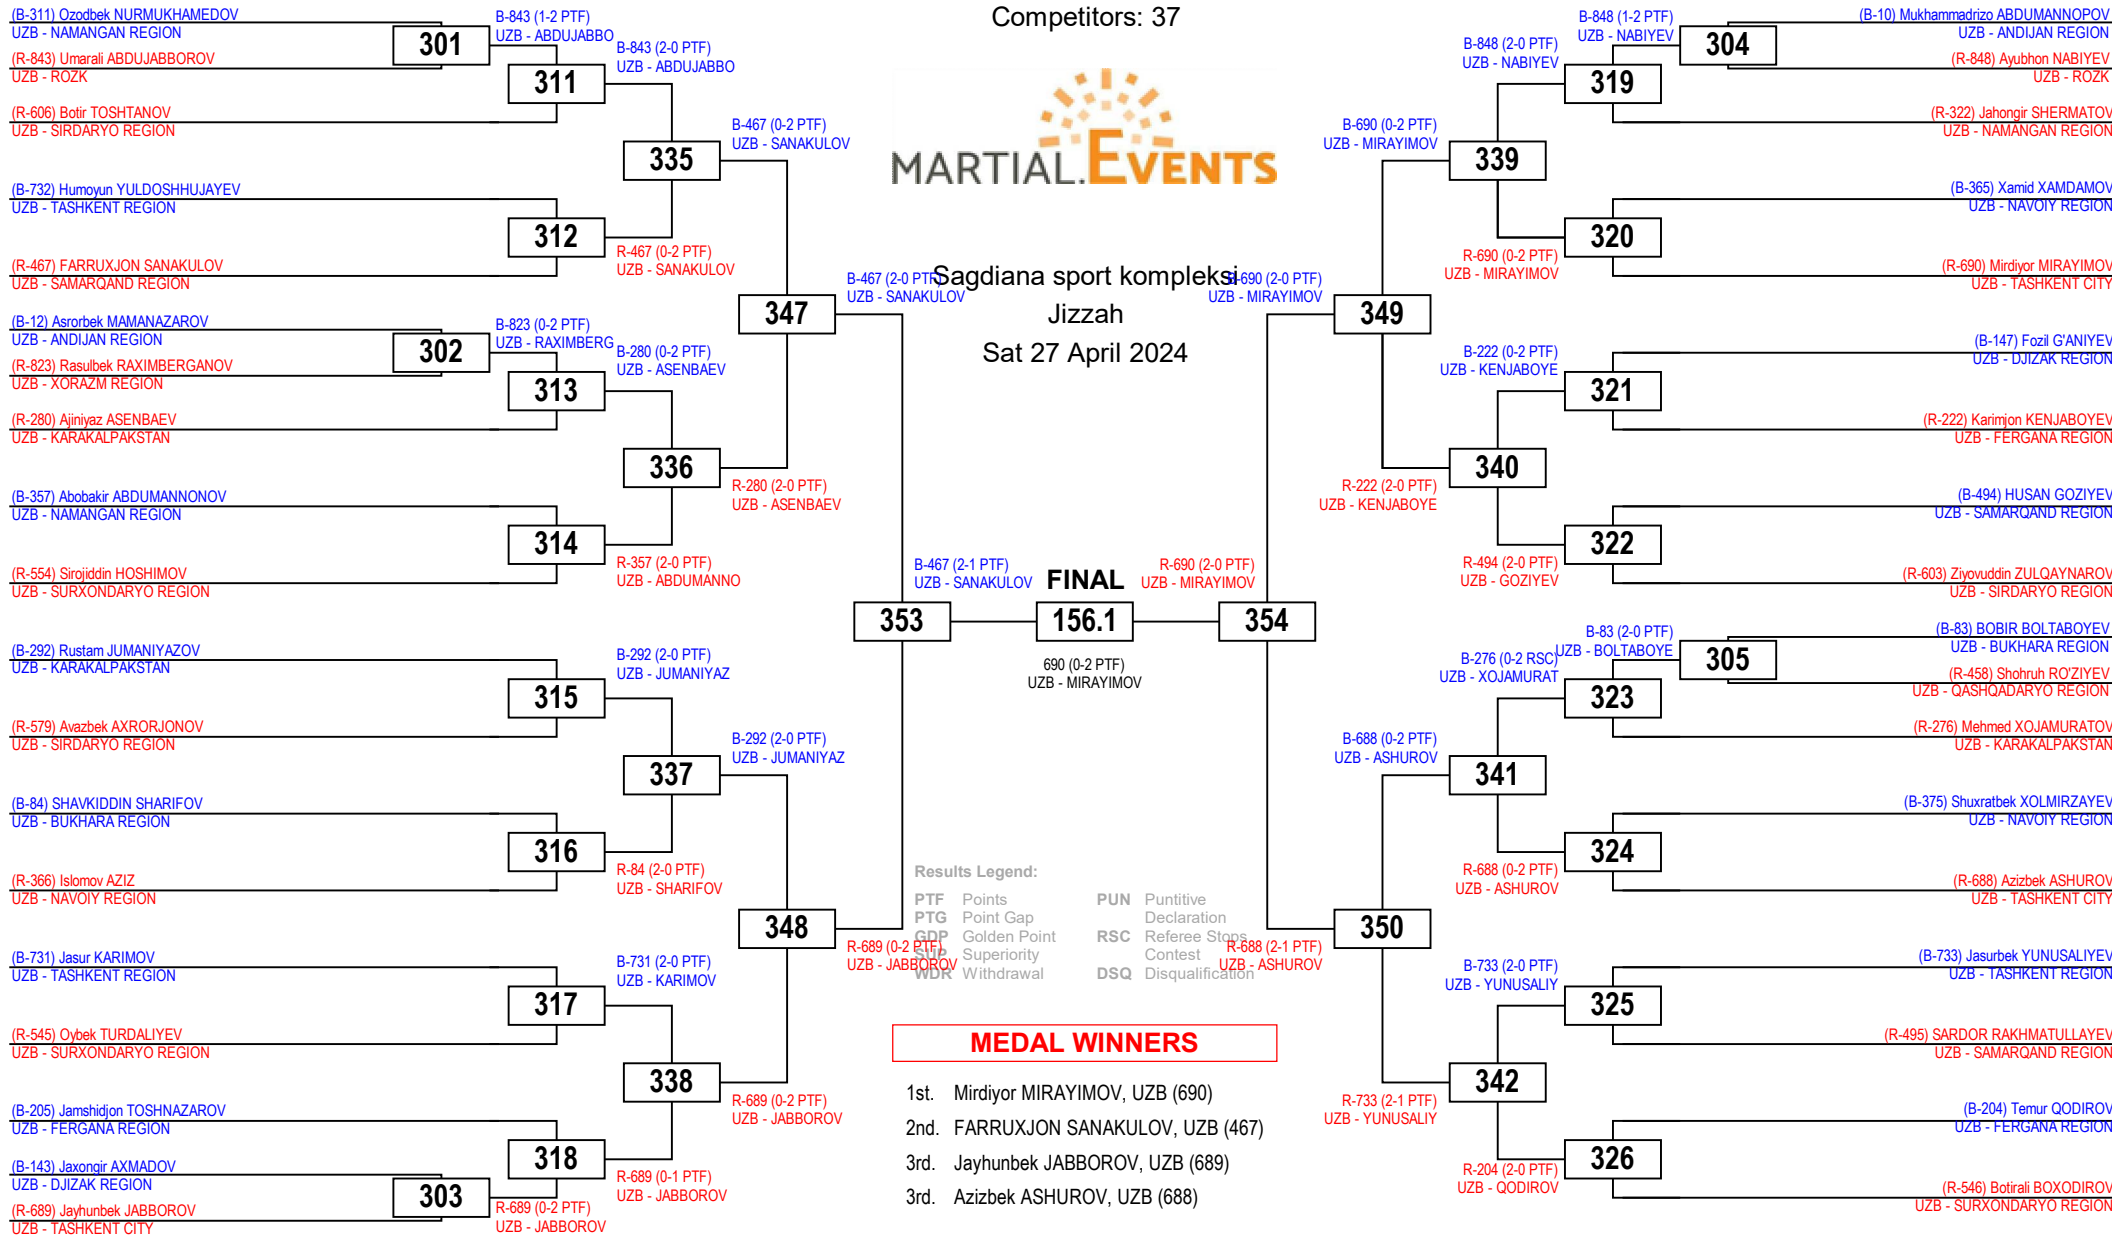 Competitors: 37
MARTIAL.EVENTS
Sagdiana sport kompleksi
Jizzah
Sat 27 April 2024
(B-311) Ozodbek NURMUKHAMEDOV
UZB - NAMANGAN REGION
301
(R-843) Umarali ABDUJABBOROV
UZB - ROZK
B-843 (1-2 PTF)
UZB - ABDUJABBO
311
(R-606) Botir TOSHTANOV
UZB - SIRDARYO REGION
B-843 (2-0 PTF)
UZB - ABDUJABBO
335
(B-732) Humoyun YULDOSHHUJAYEV
UZB - TASHKENT REGION
312
(R-467) FARRUXJON SANAKULOV
UZB - SAMARQAND REGION
R-467 (0-2 PTF)
UZB - SANAKULOV
B-467 (0-2 PTF)
UZB - SANAKULOV
347
(B-12) Asrorbek MAMANAZAROV
UZB - ANDIJAN REGION
302
(R-823) Rasulbek RAXIMBERGANOV
UZB - XORAZM REGION
B-823 (0-2 PTF)
UZB - RAXIMBERG
313
(R-280) Ajiniyaz ASENBAEV
UZB - KARAKALPAKSTAN
B-280 (0-2 PTF)
UZB - ASENBAEV
336
(B-357) Abobakir ABDUMANNONOV
UZB - NAMANGAN REGION
314
(R-554) Sirojiddin HOSHIMOV
UZB - SURXONDARYO REGION
R-357 (2-0 PTF)
UZB - ABDUMANNO
R-280 (2-0 PTF)
UZB - ASENBAEV
B-467 (2-0 PTF)
UZB - SANAKULOV
353
(B-292) Rustam JUMANIYAZOV
UZB - KARAKALPAKSTAN
315
(R-579) Avazbek AXRORJONOV
UZB - SIRDARYO REGION
B-292 (2-0 PTF)
UZB - JUMANIYAZ
337
(B-84) SHAVKIDDIN SHARIFOV
UZB - BUKHARA REGION
316
(R-366) Islomov AZIZ
UZB - NAVOIY REGION
R-84 (2-0 PTF)
UZB - SHARIFOV
B-292 (2-0 PTF)
UZB - JUMANIYAZ
348
(B-731) Jasur KARIMOV
UZB - TASHKENT REGION
317
(R-545) Oybek TURDALIYEV
UZB - SURXONDARYO REGION
B-731 (2-0 PTF)
UZB - KARIMOV
338
(B-205) Jamshidjon TOSHNAZAROV
UZB - FERGANA REGION
318
(B-143) Jaxongir AXMADOV
UZB - DJIZAK REGION
303
(R-689) Jayhunbek JABBOROV
UZB - TASHKENT CITY
R-689 (0-2 PTF)
UZB - JABBOROV
R-689 (0-1 PTF)
UZB - JABBOROV
R-689 (0-2 PTF)
UZB - JABBOROV
R-689 (0-2 PTF)
UZB - JABBOROV
B-467 (2-1 PTF)
UZB - SANAKULOV
FINAL
156.1
690 (0-2 PTF)
UZB - MIRAYIMOV
R-690 (2-0 PTF)
UZB - MIRAYIMOV
354
B-690 (2-0 PTF)
UZB - MIRAYIMOV
349
B-690 (0-2 PTF)
UZB - MIRAYIMOV
339
B-848 (2-0 PTF)
UZB - NABIYEV
319
B-848 (1-2 PTF)
UZB - NABIYEV
304
(B-10) Mukhammadrizo ABDUMANNOPOV
UZB - ANDIJAN REGION
(R-848) Ayubhon NABIYEV
UZB - ROZK
(R-322) Jahongir SHERMATOV
UZB - NAMANGAN REGION
(B-365) Xamid XAMDAMOV
UZB - NAVOIY REGION
320
R-690 (0-2 PTF)
UZB - MIRAYIMOV
(R-690) Mirdiyor MIRAYIMOV
UZB - TASHKENT CITY
(B-147) Fozil G'ANIYEV
UZB - DJIZAK REGION
B-222 (0-2 PTF)
UZB - KENJABOYE
321
(R-222) Karimjon KENJABOYEV
UZB - FERGANA REGION
340
R-222 (2-0 PTF)
UZB - KENJABOYE
(B-494) HUSAN GOZIYEV
UZB - SAMARQAND REGION
322
R-494 (2-0 PTF)
UZB - GOZIYEV
(R-603) Ziyovuddin ZULQAYNAROV
UZB - SIRDARYO REGION
B-83 (2-0 PTF)
UZB - BOLTABOYE
305
(B-83) BOBIR BOLTABOYEV
UZB - BUKHARA REGION
(R-458) Shohruh RO'ZIYEV
UZB - QASHQADARYO REGION
B-276 (0-2 RSC)
UZB - XOJAMURAT
323
(R-276) Mehmed XOJAMURATOV
UZB - KARAKALPAKSTAN
B-688 (0-2 PTF)
UZB - ASHUROV
341
(B-375) Shuxratbek XOLMIRZAYEV
UZB - NAVOIY REGION
324
R-688 (0-2 PTF)
UZB - ASHUROV
(R-688) Azizbek ASHUROV
UZB - TASHKENT CITY
350
R-688 (2-1 PTF)
UZB - ASHUROV
B-733 (2-0 PTF)
UZB - YUNUSALIY
325
(B-733) Jasurbek YUNUSALIYEV
UZB - TASHKENT REGION
(R-495) SARDOR RAKHMATULLAYEV
UZB - SAMARQAND REGION
342
R-733 (2-1 PTF)
UZB - YUNUSALIY
(B-204) Temur QODIROV
UZB - FERGANA REGION
326
R-204 (2-0 PTF)
UZB - QODIROV
(R-546) Botirali BOXODIROV
UZB - SURXONDARYO REGION
Results Legend:
PTF Points
PTG Point Gap
GDP Golden Point
SUP Superiority
WDR Withdrawal
PUN Puntitive
Declaration
RSC Referee Stops
Contest
DSQ Disqualification
MEDAL WINNERS
1st. Mirdiyor MIRAYIMOV, UZB (690)
2nd. FARRUXJON SANAKULOV, UZB (467)
3rd. Jayhunbek JABBOROV, UZB (689)
3rd. Azizbek ASHUROV, UZB (688)